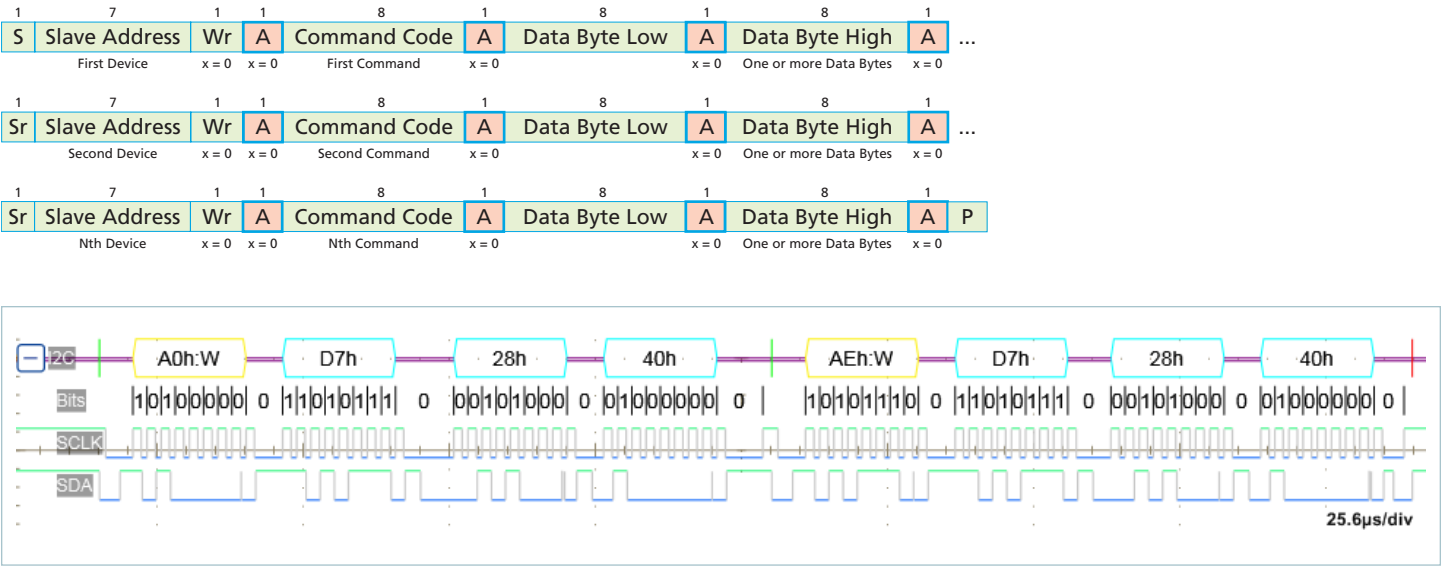 1 7 1 1 8 1 8 1 8 1
S Slave Address Wr A Command Code A Data Byte Low A Data Byte High A ...
First Device x = 0 x = 0 First Command x = 0 x = 0 One or more Data Bytes x = 0
1 7 1 1 8 1 8 1 8 1
Sr Slave Address Wr A Command Code A Data Byte Low A Data Byte High A ...
Second Device x = 0 x = 0 Second Command x = 0 x = 0 One or more Data Bytes x = 0
1 7 1 1 8 1 8 1 8 1
Sr Slave Address Wr A Command Code A Data Byte Low A Data Byte High A P
Nth Device x = 0 x = 0 Nth Command x = 0 x = 0 One or more Data Bytes x = 0
I2C A0h:W D7h 28h 40h AEh:W D7h 28h 40h
Bits 10100000 0 11010111 0 00101000 0 01000000 0 10101110 0 11010111 0 00101000 0 01000000 0
SCLK
SDA
25.6µs/div